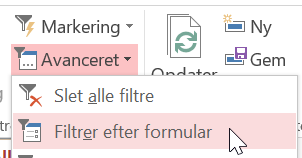 Markering
Ny
Avanceret
Gem
Opdater
Slet alle filtre
Filtrer efter formular